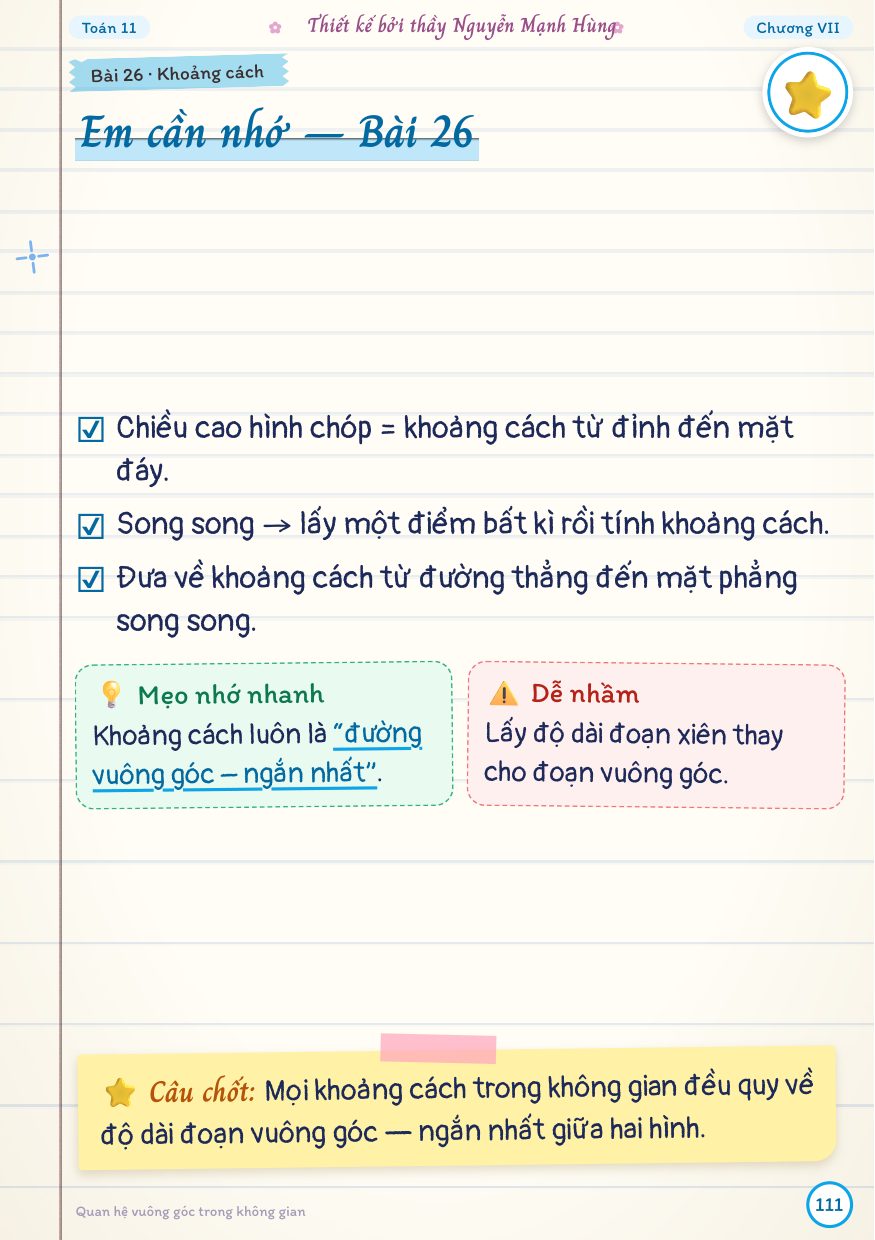 Toán 11
Thiết kế bởi thầy Nguyễn Mạnh Hùng
Chương VII
Bài 26 · Khoảng cách
Em cần nhớ — Bài 26
Chiều cao hình chóp = khoảng cách từ đỉnh đến mặt
đáy.
Song song → lấy một điểm bất kì rồi tính khoảng cách.
Đưa về khoảng cách từ đường thẳng đến mặt phẳng
song song.
Mẹo nhớ nhanh
Khoảng cách luôn là “đường
vuông góc – ngắn nhất”.
Dễ nhầm
Lấy độ dài đoạn xiên thay
cho đoạn vuông góc.
Câu chốt: Mọi khoảng cách trong không gian đều quy về
độ dài đoạn vuông góc — ngắn nhất giữa hai hình.
Quan hệ vuông góc trong không gian
111